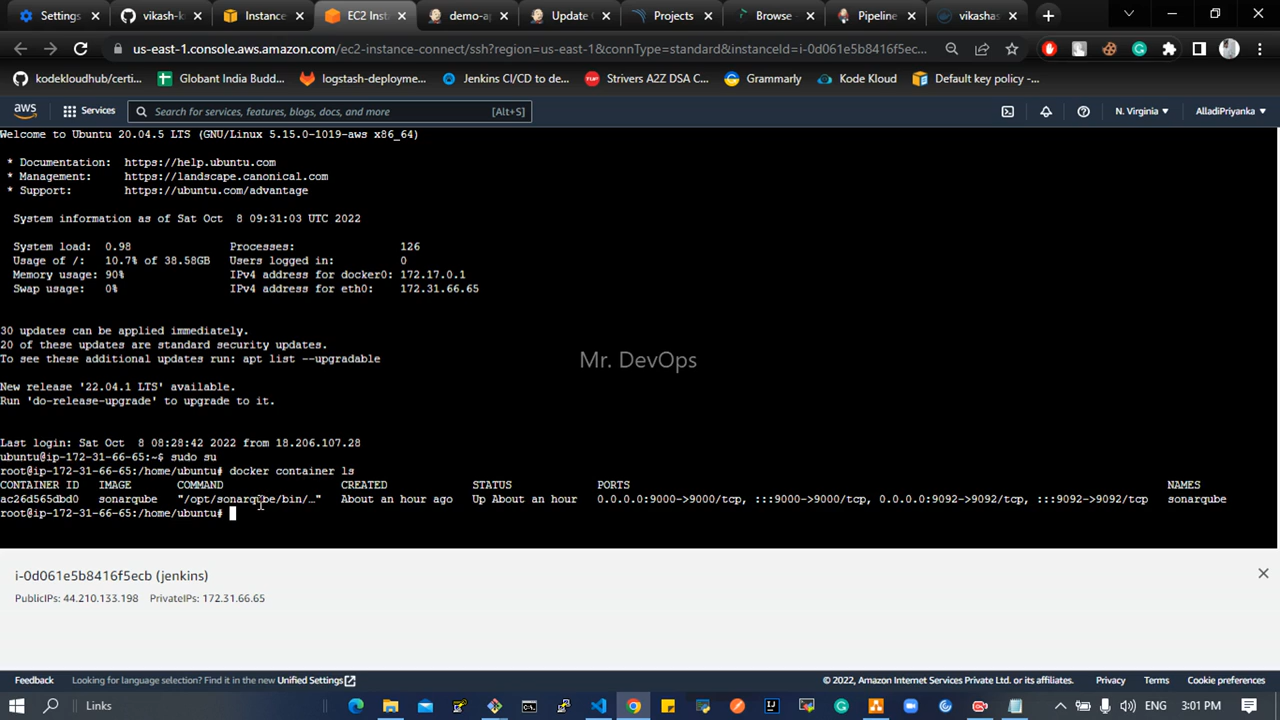 Settings
vikash-k
Instance
EC2 Inst
demo-a
Update
Projects
Browse
Pipeline
vikasha
us-east-1.console.aws.amazon.com/ec2-instance-connect/ssh?region=us-east-1&connType=standard&instanceId=i-0d061e5b8416f5ec...
kodekloudhub/certi...
Globant India Budd...
logstash-deployme...
Jenkins CI/CD to de...
Strivers A2Z DSA C...
Grammarly
Kode Kloud
Default key policy -...
aws
Services
Search for services, features, blogs, docs, and more
[Alt+S]
N. Virginia
AlladiPriyanka
Welcome to Ubuntu 20.04.5 LTS (GNU/Linux 5.15.0-1019-aws x86_64)
* Documentation: https://help.ubuntu.com
* Management: https://landscape.canonical.com
* Support: https://ubuntu.com/advantage
System information as of Sat Oct 8 09:31:03 UTC 2022
System load: 0.98 Processes: 126
Usage of /: 10.7% of 38.58GB Users logged in: 0
Memory usage: 90% IPv4 address for docker0: 172.17.0.1
Swap usage: 0% IPv4 address for eth0: 172.31.66.65
30 updates can be applied immediately.
20 of these updates are standard security updates.
To see these additional updates run: apt list --upgradable
Mr. DevOps
New release '22.04.1 LTS' available.
Run 'do-release-upgrade' to upgrade to it.
Last login: Sat Oct 8 08:28:42 2022 from 18.206.107.28
ubuntu@ip-172-31-66-65:~$ sudo su
root@ip-172-31-66-65:/home/ubuntu# docker container ls
CONTAINER ID IMAGE COMMAND CREATED STATUS PORTS NAMES
ac26d565dbd0 sonarqube "/opt/sonarqube/bin/…" About an hour ago Up About an hour 0.0.0.0:9000->9000/tcp, :::9000->9000/tcp, 0.0.0.0:9092->9092/tcp, :::9092->9092/tcp sonarqube
root@ip-172-31-66-65:/home/ubuntu#
i-0d061e5b8416f5ecb (jenkins)
PublicIPs: 44.210.133.198 PrivateIPs: 172.31.66.65
Feedback
Looking for language selection? Find it in the new Unified Settings
© 2022, Amazon Internet Services Private Ltd. or its affiliates.
Privacy
Terms
Cookie preferences
Links
ENG
3:01 PM